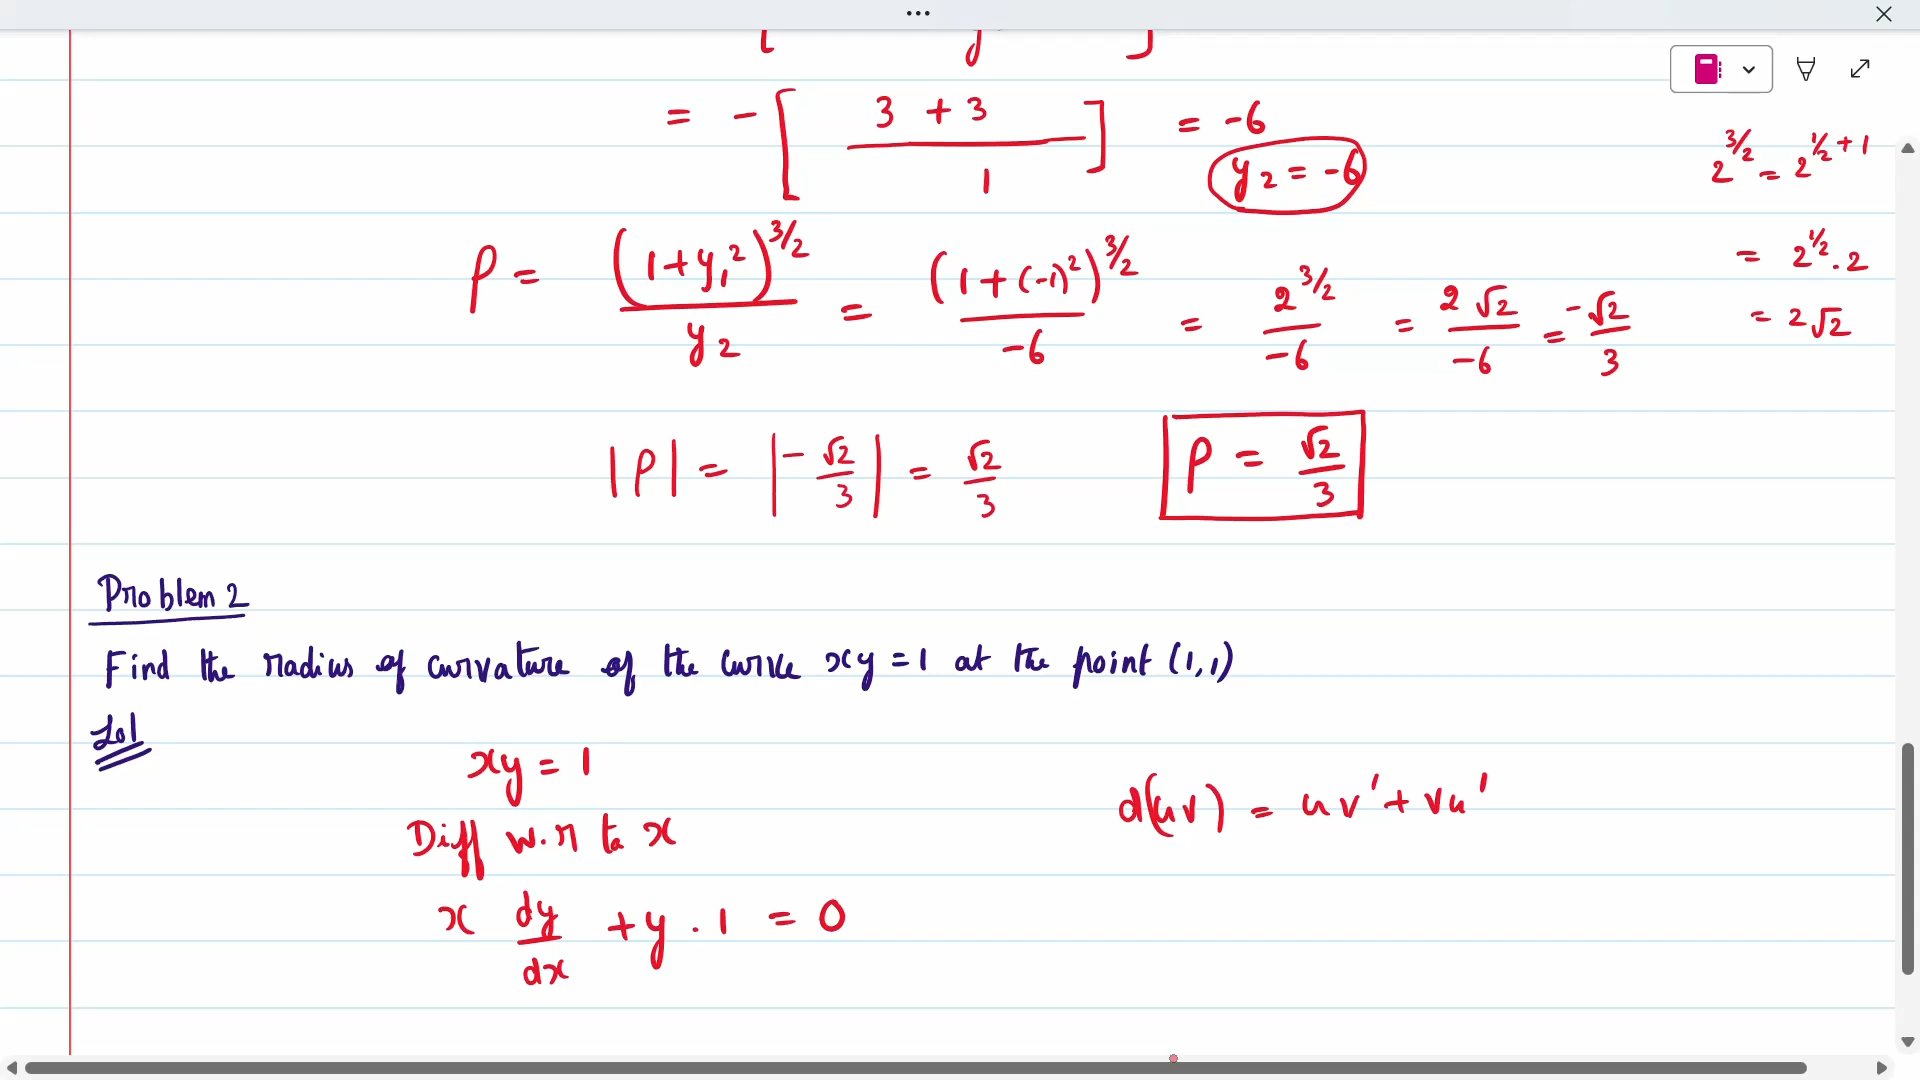 = - [ (3 + 3) / 1 ] = -6
y₂ = -6
2^(3/2) = 2^(1/2 + 1)
= 2^(1/2) . 2
= 2√2
ρ = (1 + y₁²)^(3/2) / y₂ = (1 + (-1)²)^(3/2) / -6 = 2^(3/2) / -6 = 2√2 / -6 = -√2 / 3
|ρ| = |- √2 / 3| = √2 / 3
ρ = √2 / 3
Problem 2
Find the radius of curvature of the curve xy = 1 at the point (1,1)
Sol
xy = 1
d(uv) = uv' + vu'
Diff w.r to x
x dy/dx + y . 1 = 0